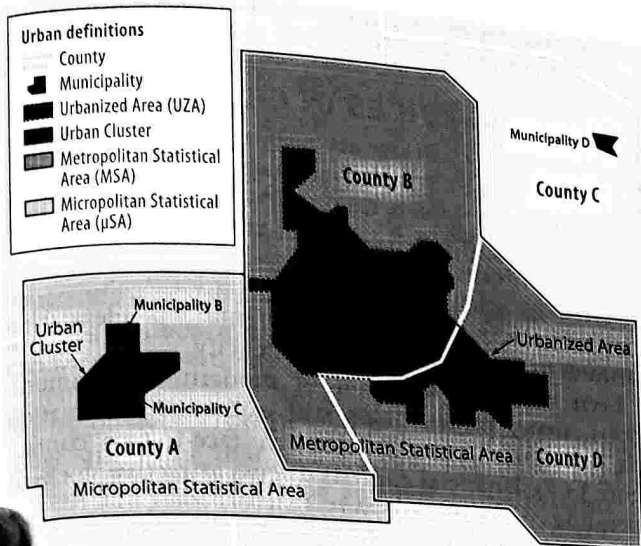 Urban definitions
County
Municipality
Urbanized Area (UZA)
Urban Cluster
Metropolitan Statistical
Area (MSA)
Micropolitan Statistical
Area (µSA)
County B
Municipality D
County C
Municipality B
Urban
Cluster
Urbanized Area
Municipality C
County A
Metropolitan Statistical Area
County D
Micropolitan Statistical Area